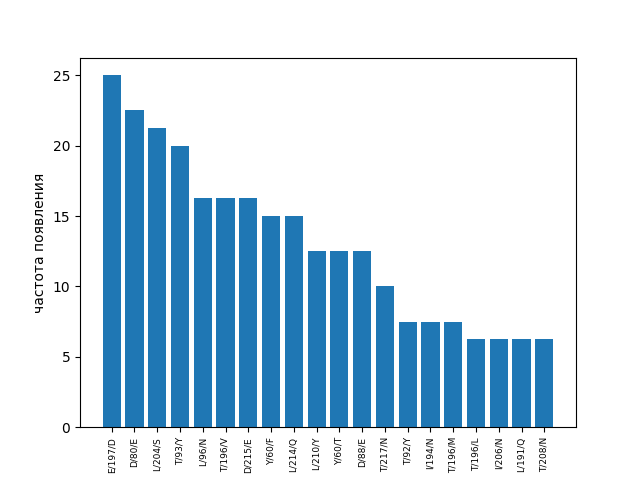 частота появления
25
20
15
10
5
0
E/197/D
D/80/E
L/204/S
T/93/Y
L/96/N
T/196/V
D/215/E
Y/60/F
L/214/Q
L/210/Y
Y/60/T
D/88/E
T/217/N
T/92/Y
I/194/N
T/196/M
T/196/L
I/206/N
L/191/Q
T/208/N